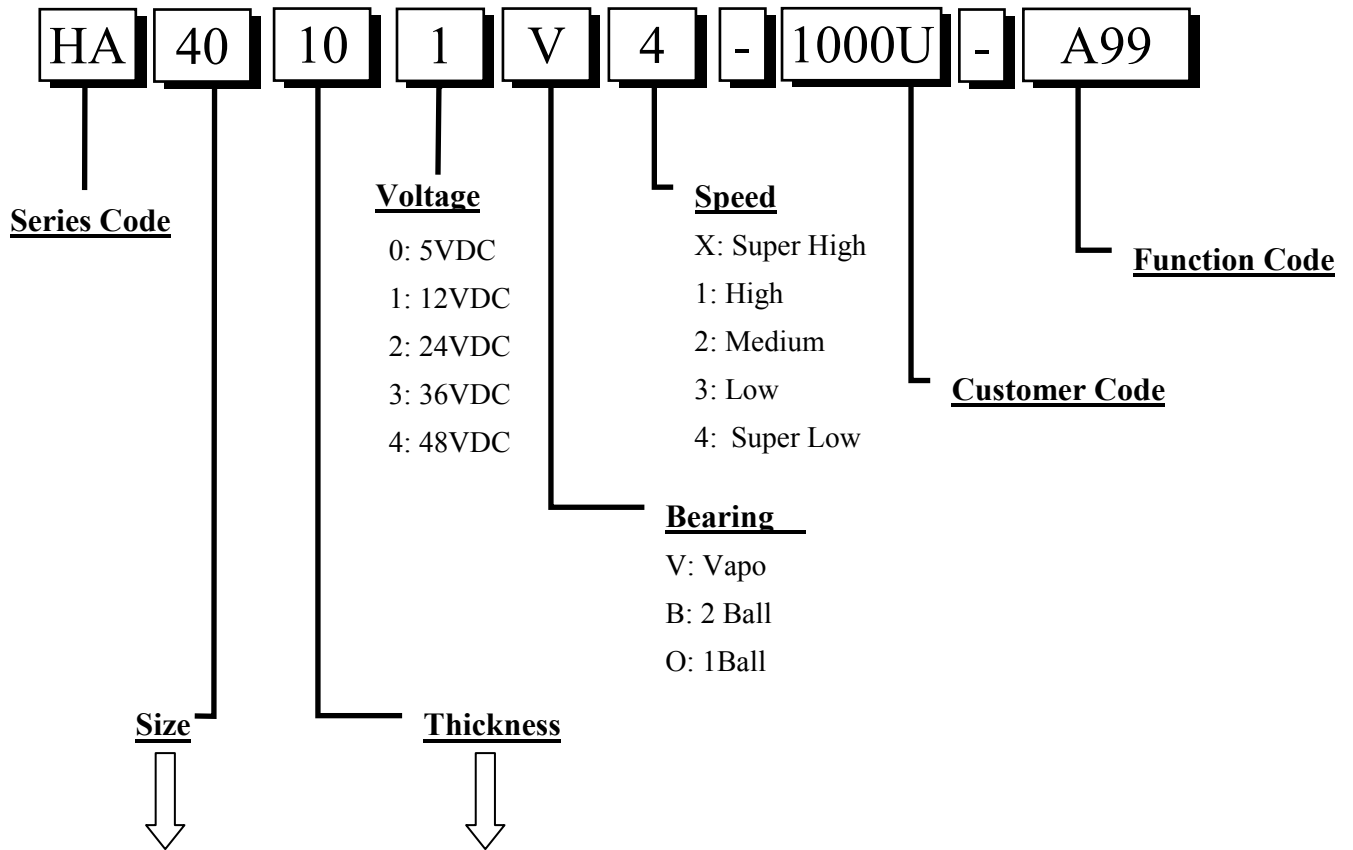 HA 40 10 1 V 4 - 1000U - A99
Series Code
Voltage
0: 5VDC
1: 12VDC
2: 24VDC
3: 36VDC
4: 48VDC
Speed
X: Super High
1: High
2: Medium
3: Low
4: Super Low
Function Code
Customer Code
Bearing
V: Vapo
B: 2 Ball
O: 1Ball
Size
Thickness